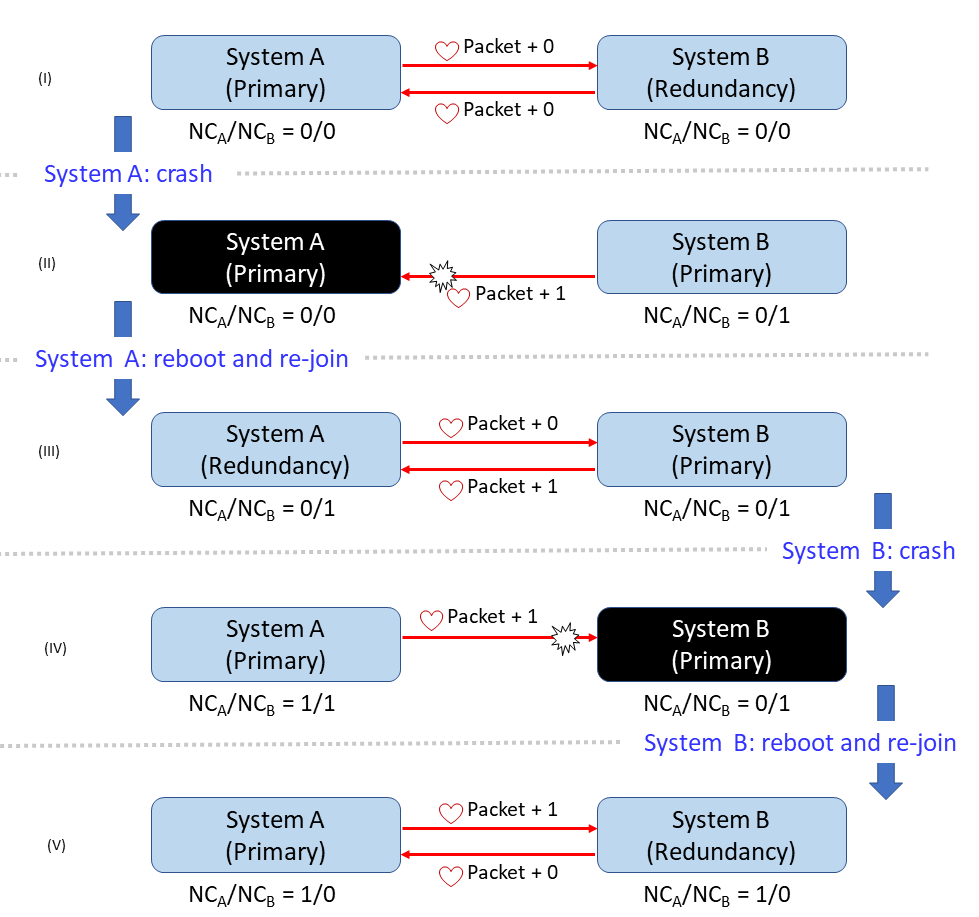 System A
(Primary)
Packet + 0
System B
(Redundancy)
(I)
Packet + 0
NCA/NCB = 0/0
NCA/NCB = 0/0
System A: crash
System A
(Primary)
System B
(Primary)
(II)
Packet + 1
NCA/NCB = 0/0
NCA/NCB = 0/1
System A: reboot and re-join
System A
(Redundancy)
Packet + 0
System B
(Primary)
(III)
Packet + 1
NCA/NCB = 0/1
NCA/NCB = 0/1
System B: crash
System A
(Primary)
Packet + 1
System B
(Primary)
(IV)
NCA/NCB = 1/1
NCA/NCB = 0/1
System B: reboot and re-join
System A
(Primary)
Packet + 1
System B
(Redundancy)
(V)
Packet + 0
NCA/NCB = 1/0
NCA/NCB = 1/0